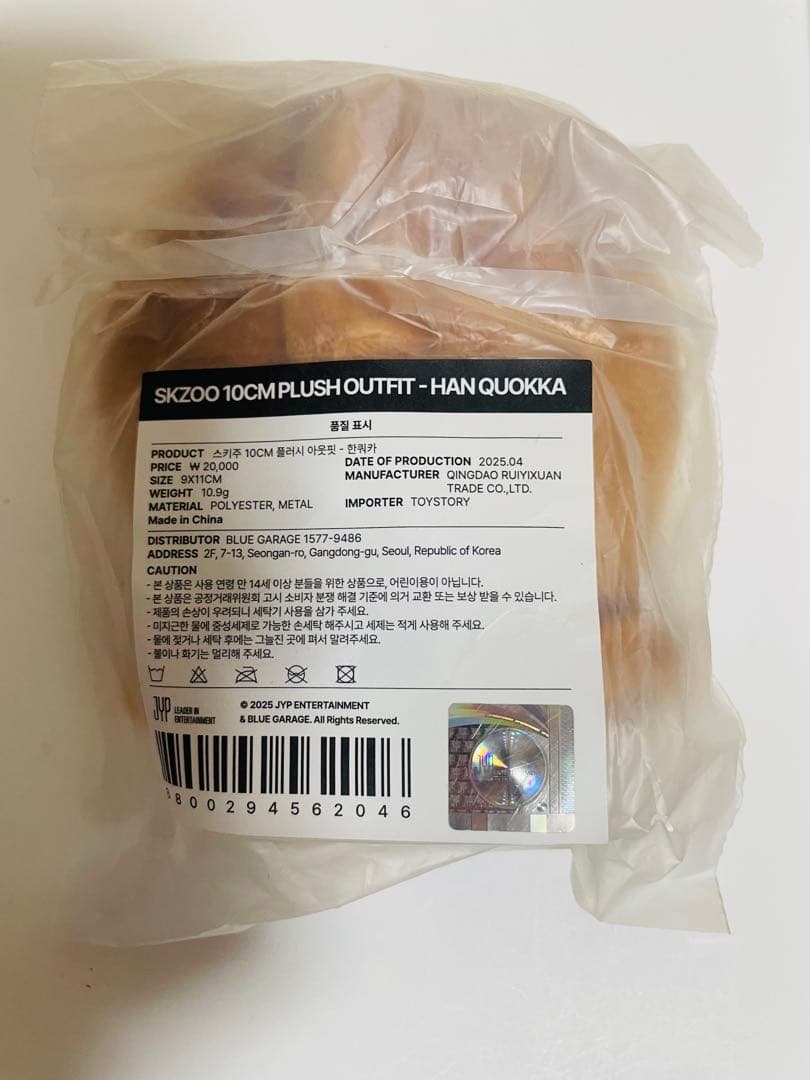 SKZOO 10CM PLUSH OUTFIT - HAN QUOKKA
품질 표시
PRODUCT 스키주 10CM 플러시 아웃핏 - 한쿼카
PRICE ₩ 20,000
SIZE 9X11CM
WEIGHT 10.9g
MATERIAL POLYESTER, METAL
Made in China
DATE OF PRODUCTION 2025.04
MANUFACTURER QINGDAO RUIYIXUAN
TRADE CO.,LTD.
IMPORTER TOYSTORY
DISTRIBUTOR BLUE GARAGE 1577-9486
ADDRESS 2F, 7-13, Seongan-ro, Gangdong-gu, Seoul, Republic of Korea
CAUTION
- 본 상품은 사용 연령 만 14세 이상 분들을 위한 상품으로, 어린이용이 아닙니다.
- 본 상품은 공정거래위원회 고시 소비자 분쟁 해결 기준에 의거 교환 또는 보상 받을 수 있습니다.
- 제품의 손상이 우려되니 세탁기 사용을 삼가 주세요.
- 미지근한 물에 중성세제로 가능한 손세탁 해주시고 세제는 적게 사용해 주세요.
- 물에 젖거나 세탁 후에는 그늘진 곳에 펴서 말려주세요.
- 불이나 화기는 멀리해 주세요.
JYP LEADER IN
ENTERTAINMENT
© 2025 JYP ENTERTAINMENT
& BLUE GARAGE. All Rights Reserved.
8800294562046